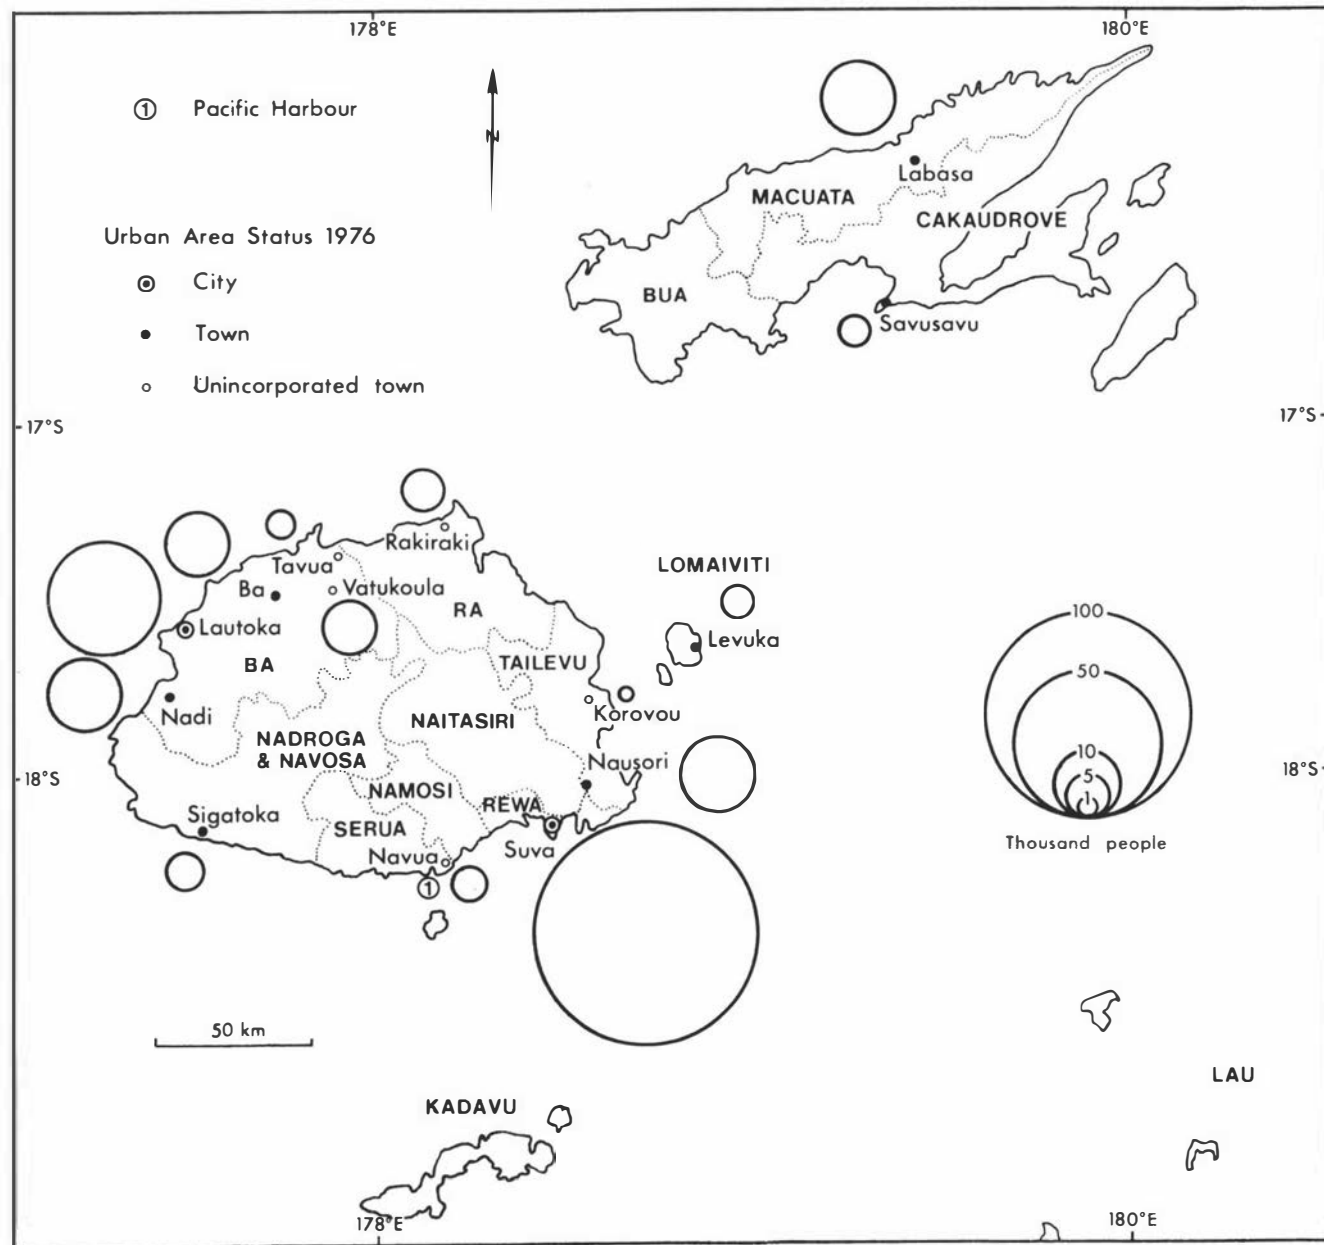 178°E
180°E
1 Pacific Harbour
N
Urban Area Status 1976
City
Town
Unincorporated town
Labasa
MACUATA
CAKAUDROVE
BUA
Savusavu
17°S
17°S
Rakiraki
Tavua
Ba
Vatukoula
RA
LOMAIVITI
Lautoka
Levuka
BA
TAILEVU
Nadi
Korovou
NAITASIRI
NADROGA
& NAVOSA
Nausori
18°S
18°S
NAMOSI
REWA
Sigatoka
SERUA
Navua
Suva
1
100
50
10
5
1
Thousand people
50 km
LAU
KADAVU
178°E
180°E